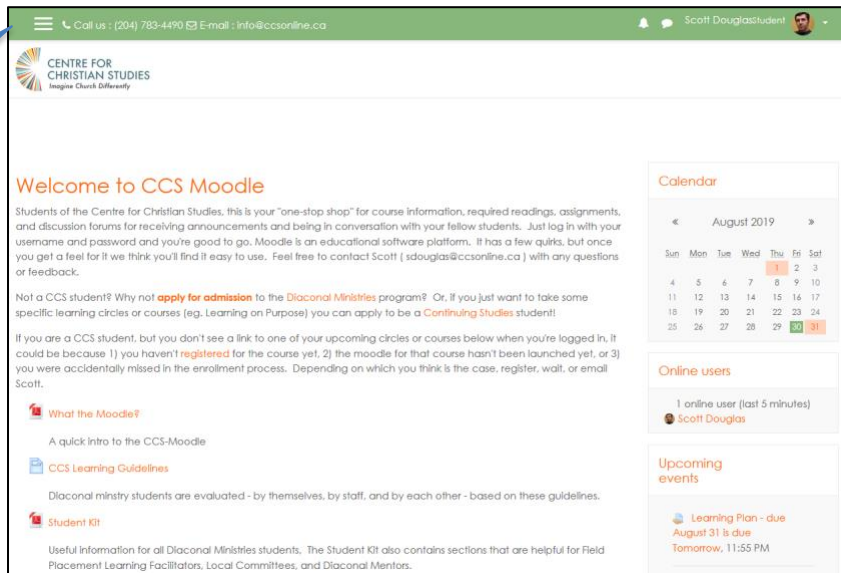 Call us : (204) 783-4490 E-mail : info@ccsonline.ca
Scott DouglasStudent
CENTRE FOR
CHRISTIAN STUDIES
Imagine Church Differently
Welcome to CCS Moodle
Students of the Centre for Christian Studies, this is your "one-stop shop" for course information, required readings, assignments,
and discussion forums for receiving announcements and being in conversation with your fellow students. Just log in with your
username and password and you're good to go. Moodle is an educational software platform. It has a few quirks, but once
you get a feel for it we think you'll find it easy to use. Feel free to contact Scott ( sdouglas@ccsonline.ca ) with any questions
or feedback.
Not a CCS student? Why not apply for admission to the Diaconal Ministries program? Or, if you just want to take some
specific learning circles or courses (eg. Learning on Purpose) you can apply to be a Continuing Studies student!
If you are a CCS student, but you don't see a link to one of your upcoming circles or courses below when you're logged in, it
could be because 1) you haven't registered for the course yet, 2) the moodle for that course hasn't been launched yet, or 3)
you were accidentally missed in the enrollment process. Depending on which you think is the case, register, wait, or email
Scott.
What the Moodle?
A quick intro to the CCS-Moodle
CCS Learning Guidelines
Diaconal minstry students are evaluated - by themselves, by staff, and by each other - based on these guidelines.
Student Kit
Useful information for all Diaconal Ministries students. The Student Kit also contains sections that are helpful for Field
Placement Learning Facilitators, Local Committees, and Diaconal Mentors.
Calendar
« August 2019 »
Sun Mon Tue Wed Thu Fri Sat
1 2 3
4 5 6 7 8 9 10
11 12 13 14 15 16 17
18 19 20 21 22 23 24
25 26 27 28 29 30 31
Online users
1 online user (last 5 minutes)
Scott Douglas
Upcoming
events
Learning Plan - due
August 31 is due
Tomorrow, 11:55 PM